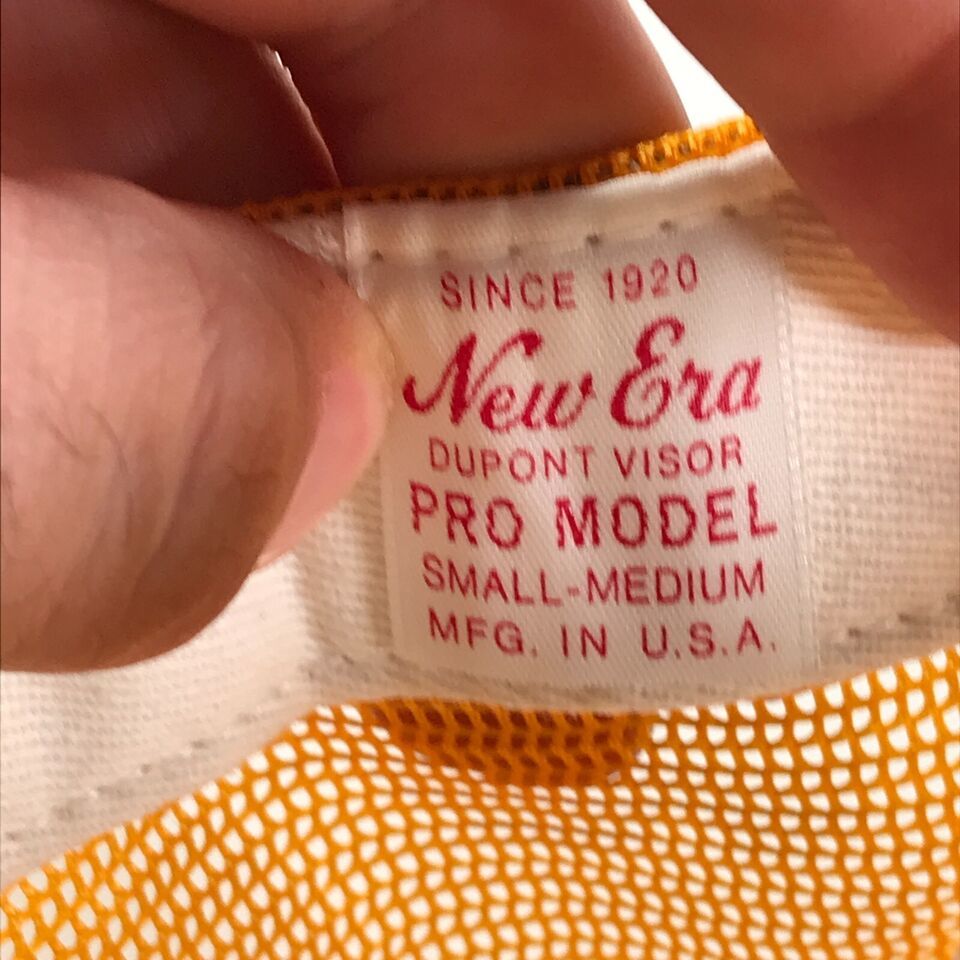 SINCE 1920
New Era
DUPONT VISOR
PRO MODEL
SMALL-MEDIUM
MFG. IN U.S.A.